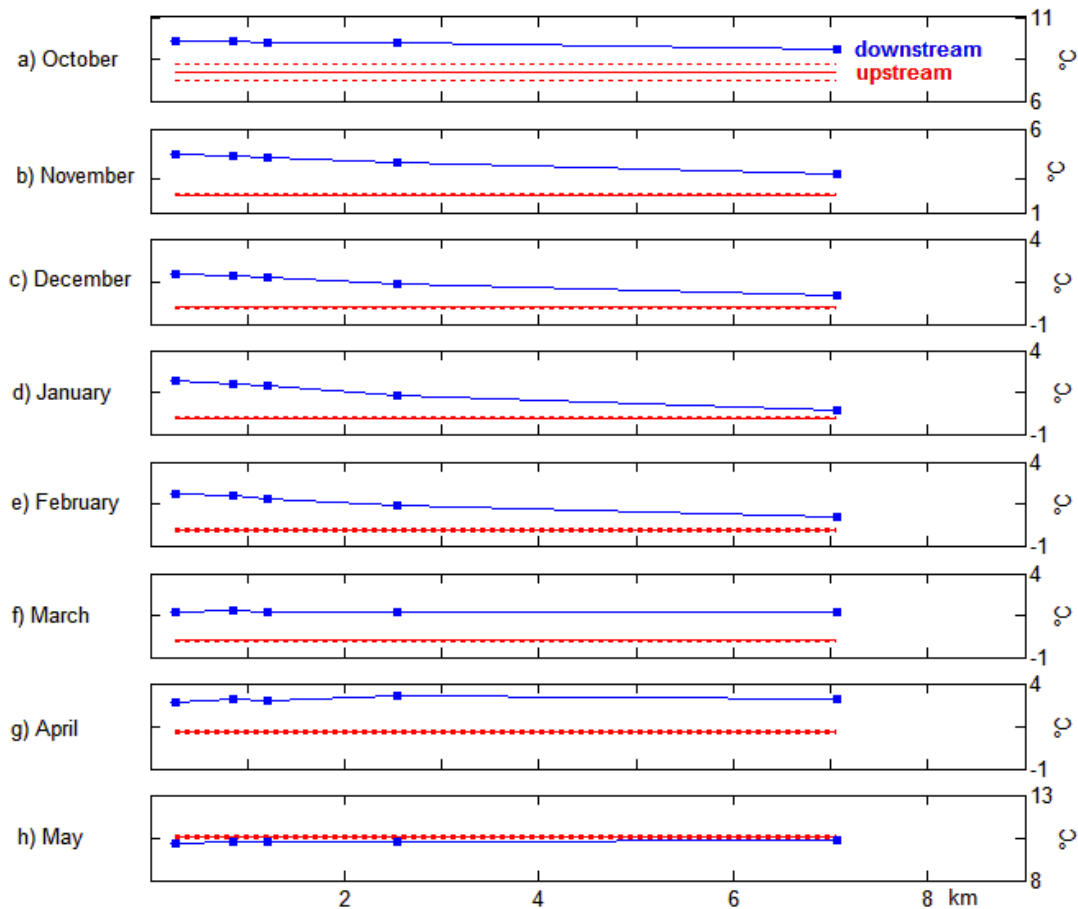 11
a) October
downstream
upstream
°C
6
6
b) November
°C
1
4
c) December
°C
-1
4
d) January
°C
-1
4
e) February
°C
-1
4
f) March
°C
-1
4
g) April
°C
-1
13
h) May
°C
8
2 4 6 8 km